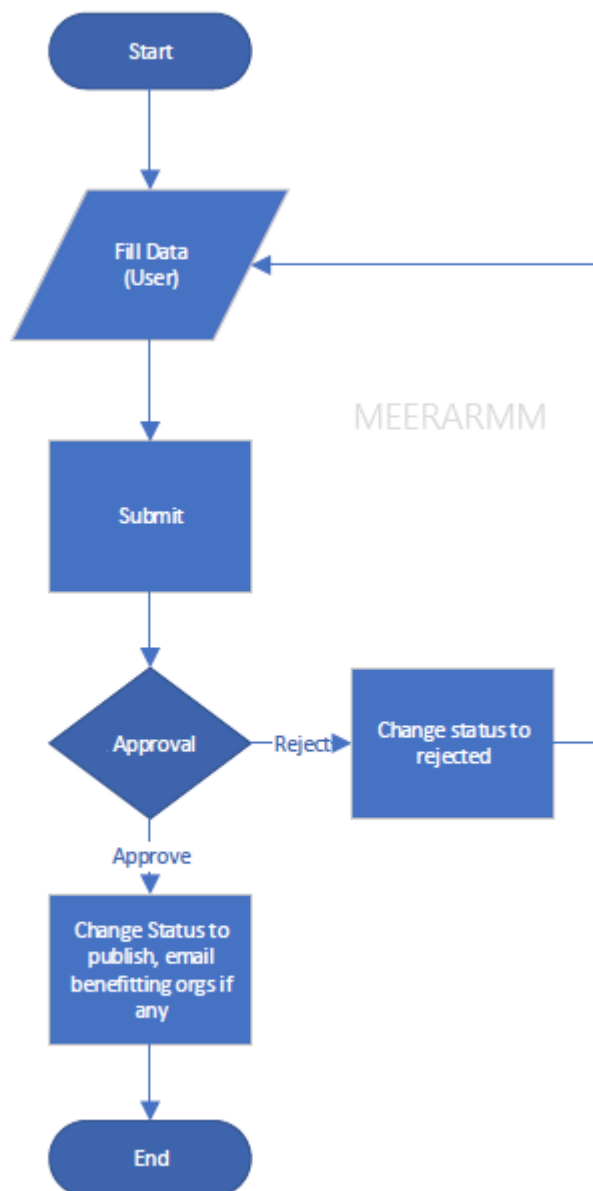 Start
Fill Data
(User)
MEERARMM
Submit
Approval
Reject
Change status to
rejected
Approve
Change Status to
publish, email
benefitting orgs if
any
End